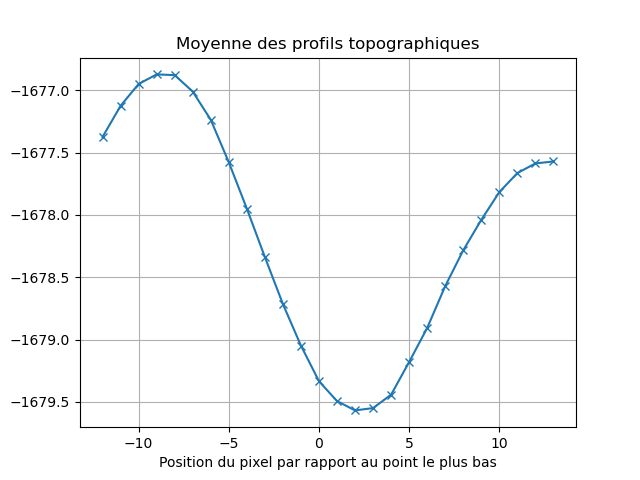 Moyenne des profils topographiques
−1677.0
−1677.5
−1678.0
−1678.5
−1679.0
−1679.5
−10 −5 0 5 10
Position du pixel par rapport au point le plus bas